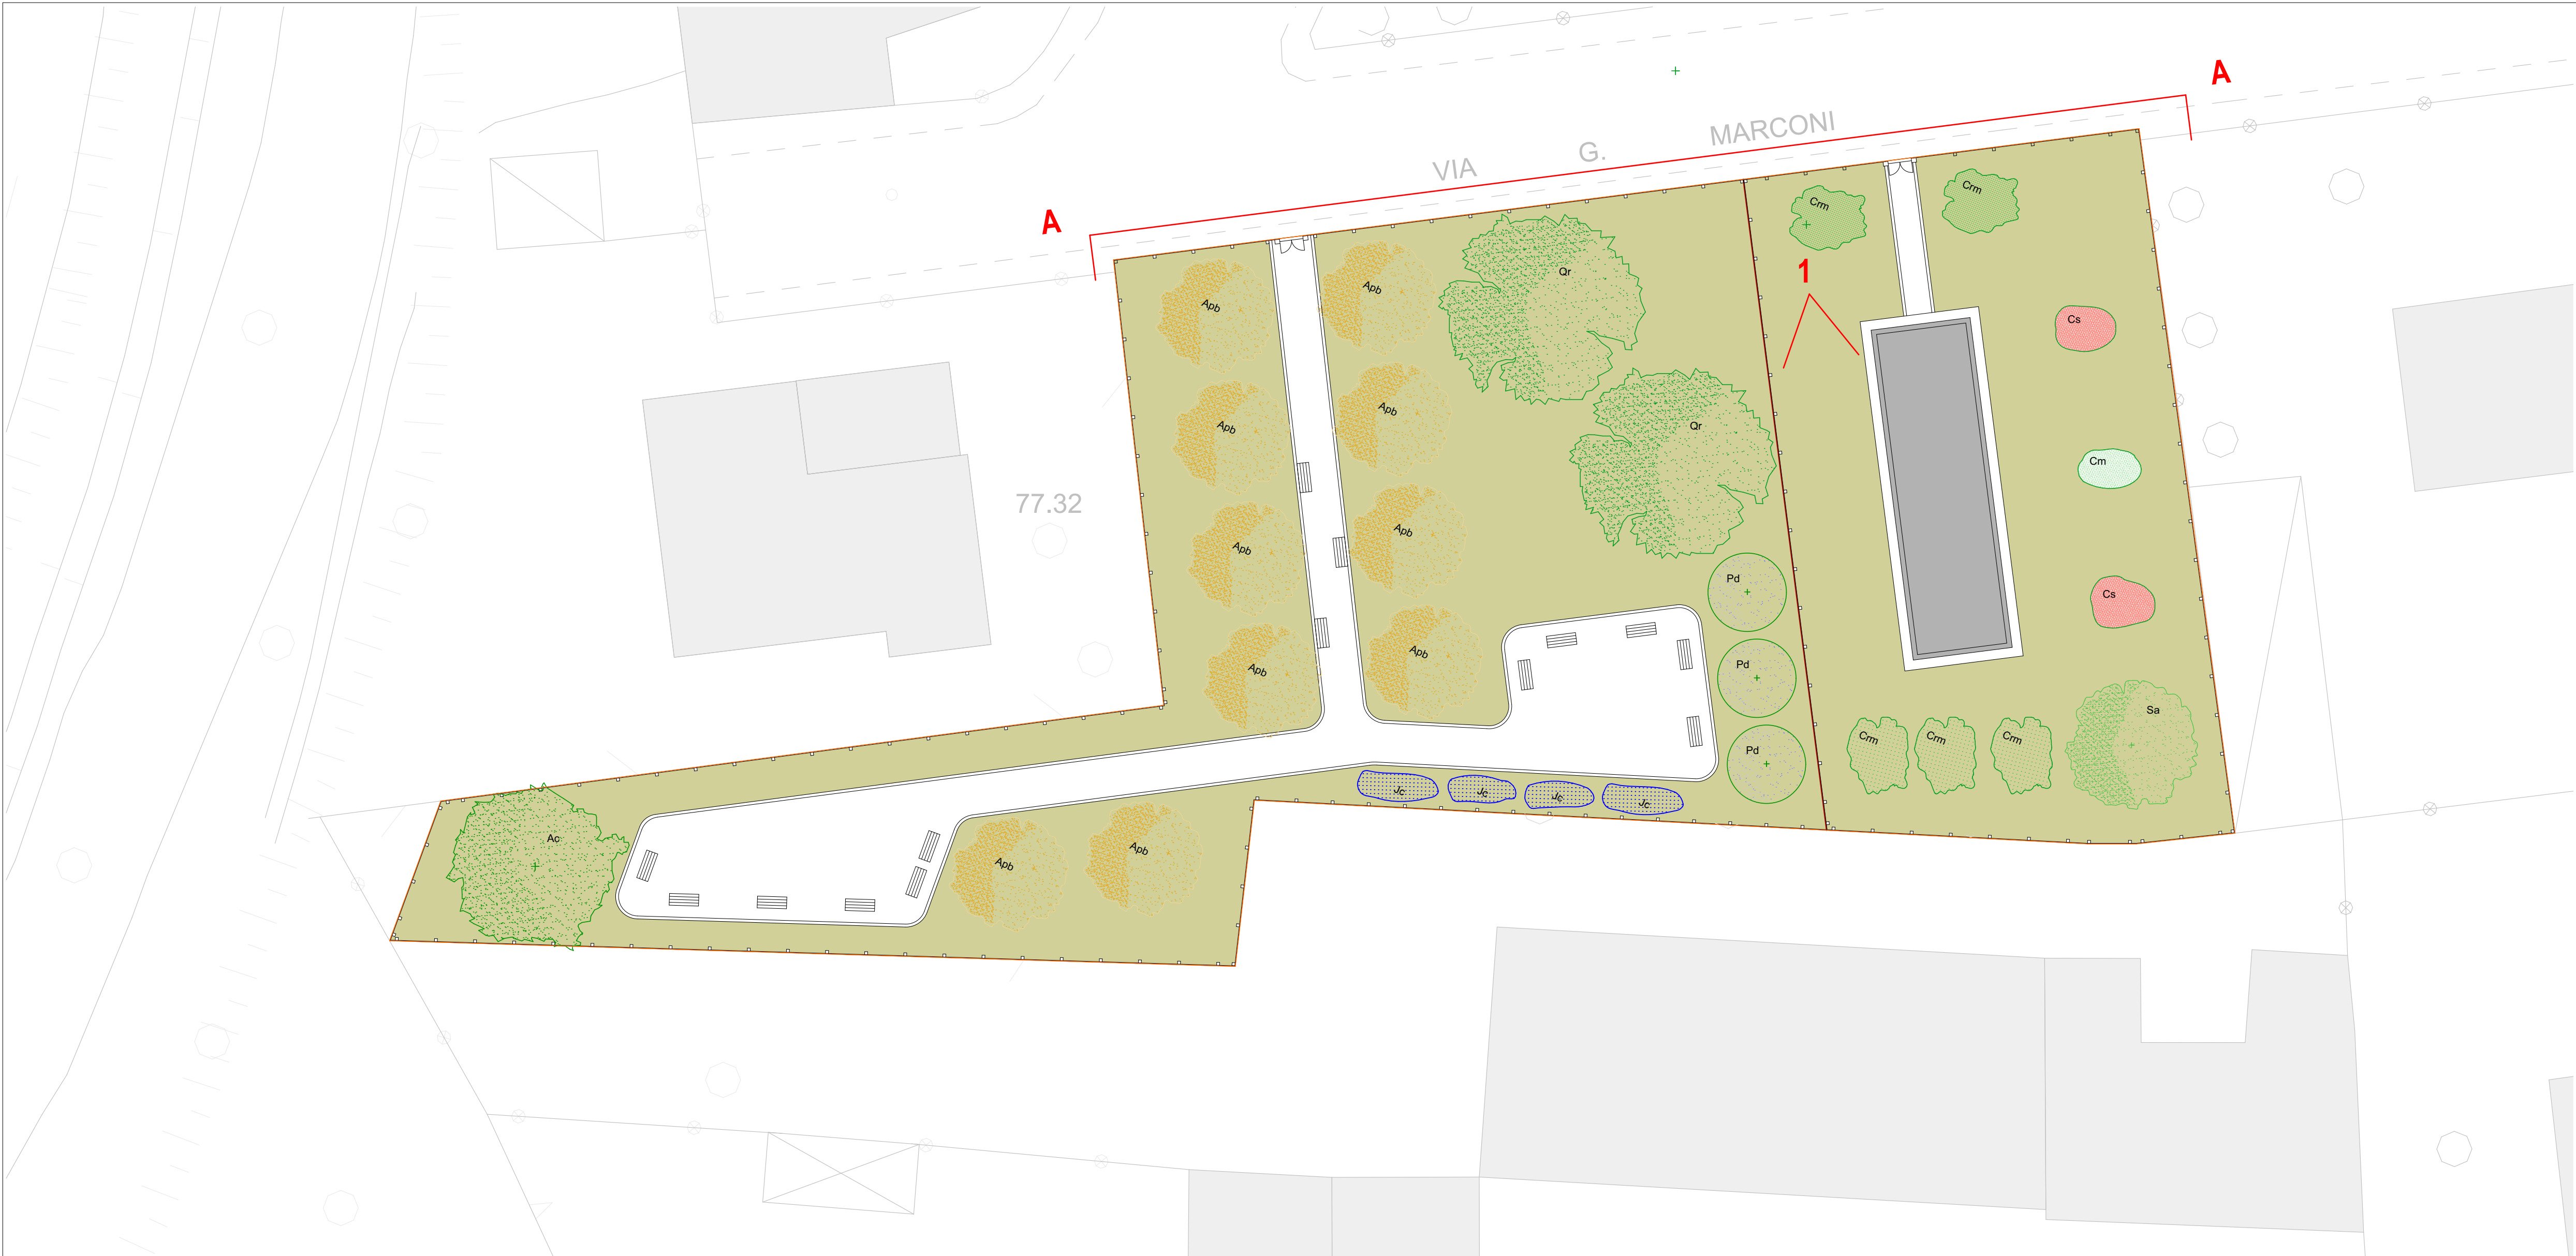 A
VIA G. MARCONI
A
Crm
Crm
1
Apb
Apb
Qr
Cs
Apb
Apb
Qr
Cm
77.32
Apb
Apb
Pd
Cs
Apb
Apb
Pd
Sa
Crm
Crm
Crm
Pd
Jc
Jc
Jc
Jc
Ac
Apb
Apb